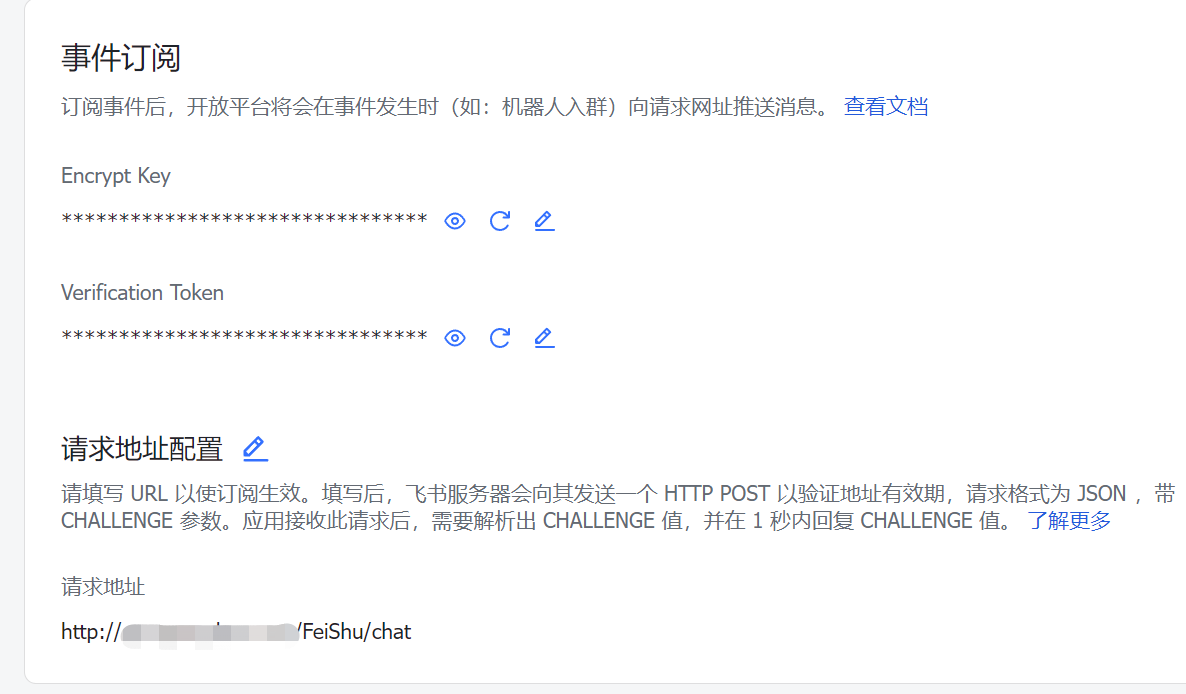 事件订阅
订阅事件后，开放平台将会在事件发生时（如：机器人入群）向请求网址推送消息。 查看文档
Encrypt Key
********************************
Verification Token
********************************
请求地址配置
请填写 URL 以使订阅生效。填写后，飞书服务器会向其发送一个 HTTP POST 以验证地址有效期，请求格式为 JSON ，带
CHALLENGE 参数。应用接收此请求后，需要解析出 CHALLENGE 值，并在 1 秒内回复 CHALLENGE 值。 了解更多
请求地址
http:// /FeiShu/chat